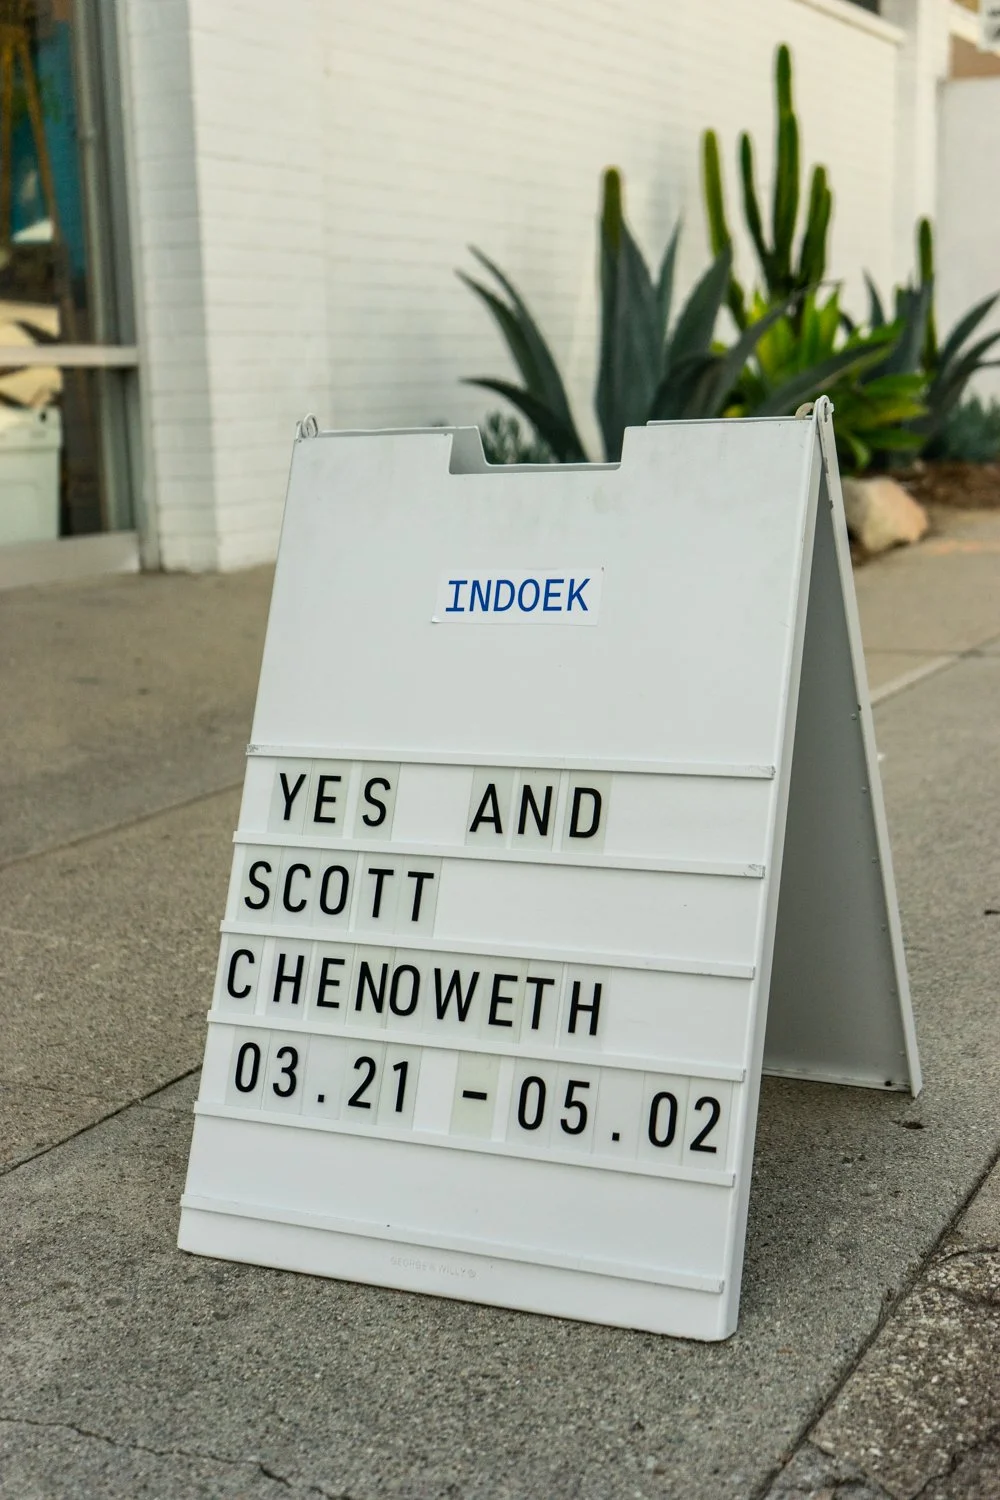 INDOEK
YES AND
SCOTT
CHENOWETH
03.21 - 05.02